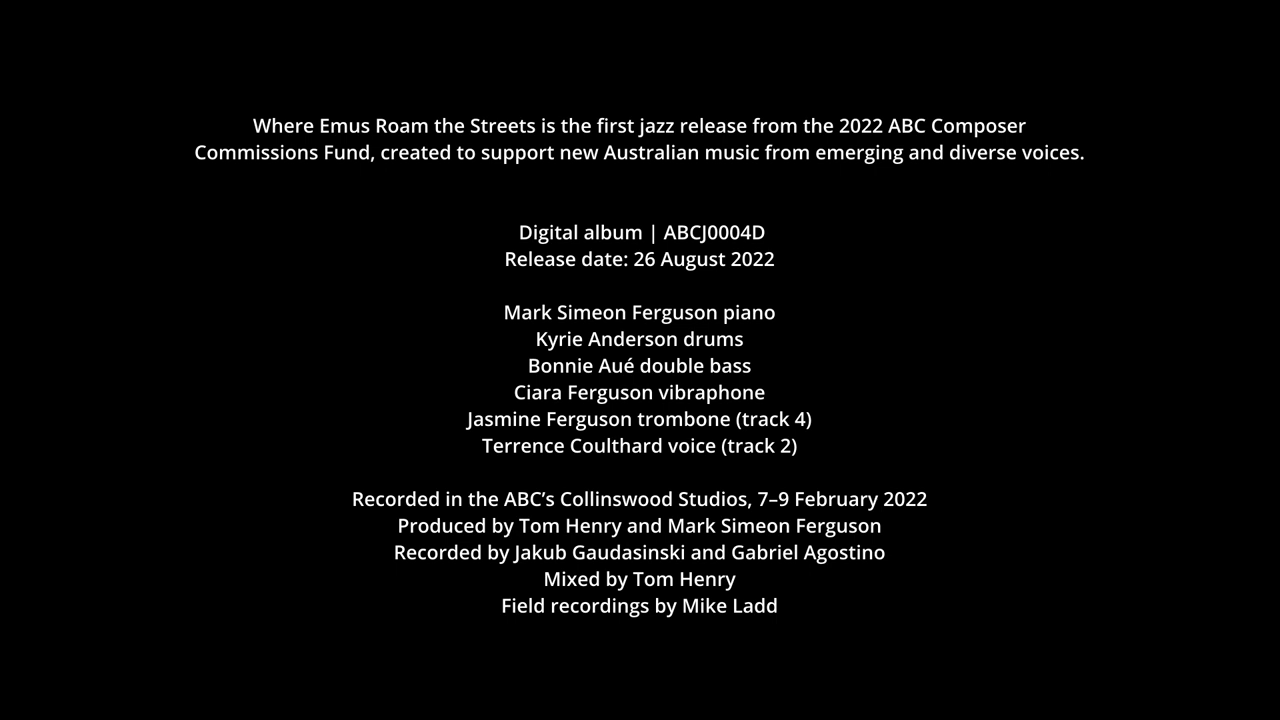 Where Emus Roam the Streets is the first jazz release from the 2022 ABC Composer
Commissions Fund, created to support new Australian music from emerging and diverse voices.
Digital album | ABCJ0004D
Release date: 26 August 2022
Mark Simeon Ferguson piano
Kyrie Anderson drums
Bonnie Aué double bass
Ciara Ferguson vibraphone
Jasmine Ferguson trombone (track 4)
Terrence Coulthard voice (track 2)
Recorded in the ABC’s Collinswood Studios, 7–9 February 2022
Produced by Tom Henry and Mark Simeon Ferguson
Recorded by Jakub Gaudasinski and Gabriel Agostino
Mixed by Tom Henry
Field recordings by Mike Ladd